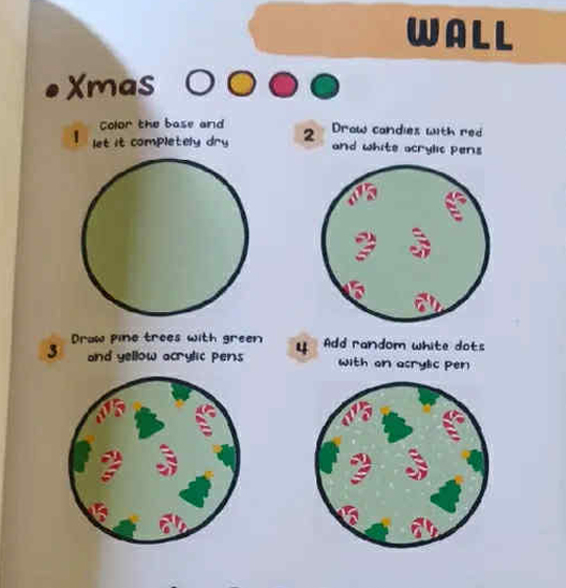 WALL
• Xmas
1
Color the base and
let it completely dry
2
Draw candies with red
and white acrylic pens
3
Draw pine trees with green
and yellow acrylic pens
4
Add random white dots
with an acrylic pen